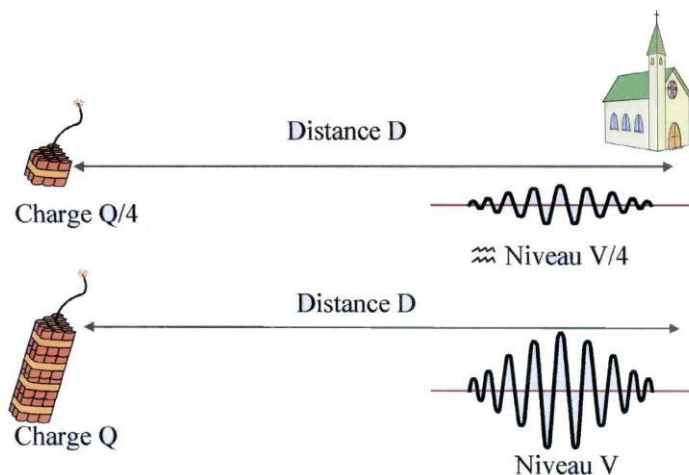 Distance D
Charge Q/4
≈ Niveau V/4
Distance D
Charge Q
Niveau V